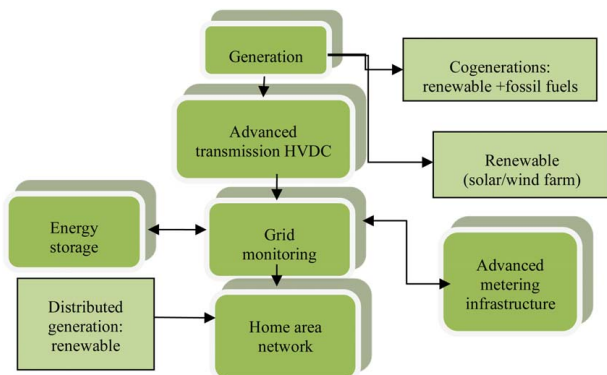 Generation
Cogenerations:
renewable +fossil fuels
Advanced
transmission HVDC
Renewable
(solar/wind farm)
Energy
storage
Grid
monitoring
Advanced
metering
infrastructure
Distributed
generation:
renewable
Home area
network